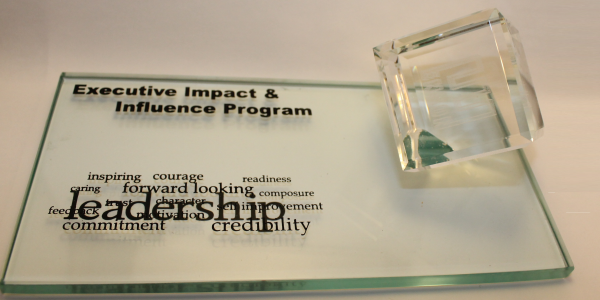 Executive Impact &
Influence Program
inspiring courage readiness
caring forward looking composure
trust character
feedback leadership self improvement
motivation
commitment credibility